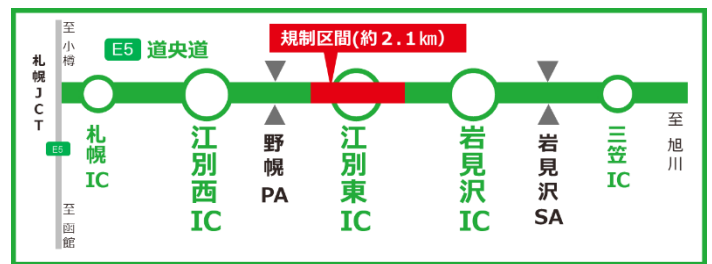 至小樽
札幌JCT
E5
至函館
E5 道央道
規制区間(約2.1㎞)
札幌IC
江別西IC
野幌PA
江別東IC
岩見沢IC
岩見沢SA
三笠IC
至旭川